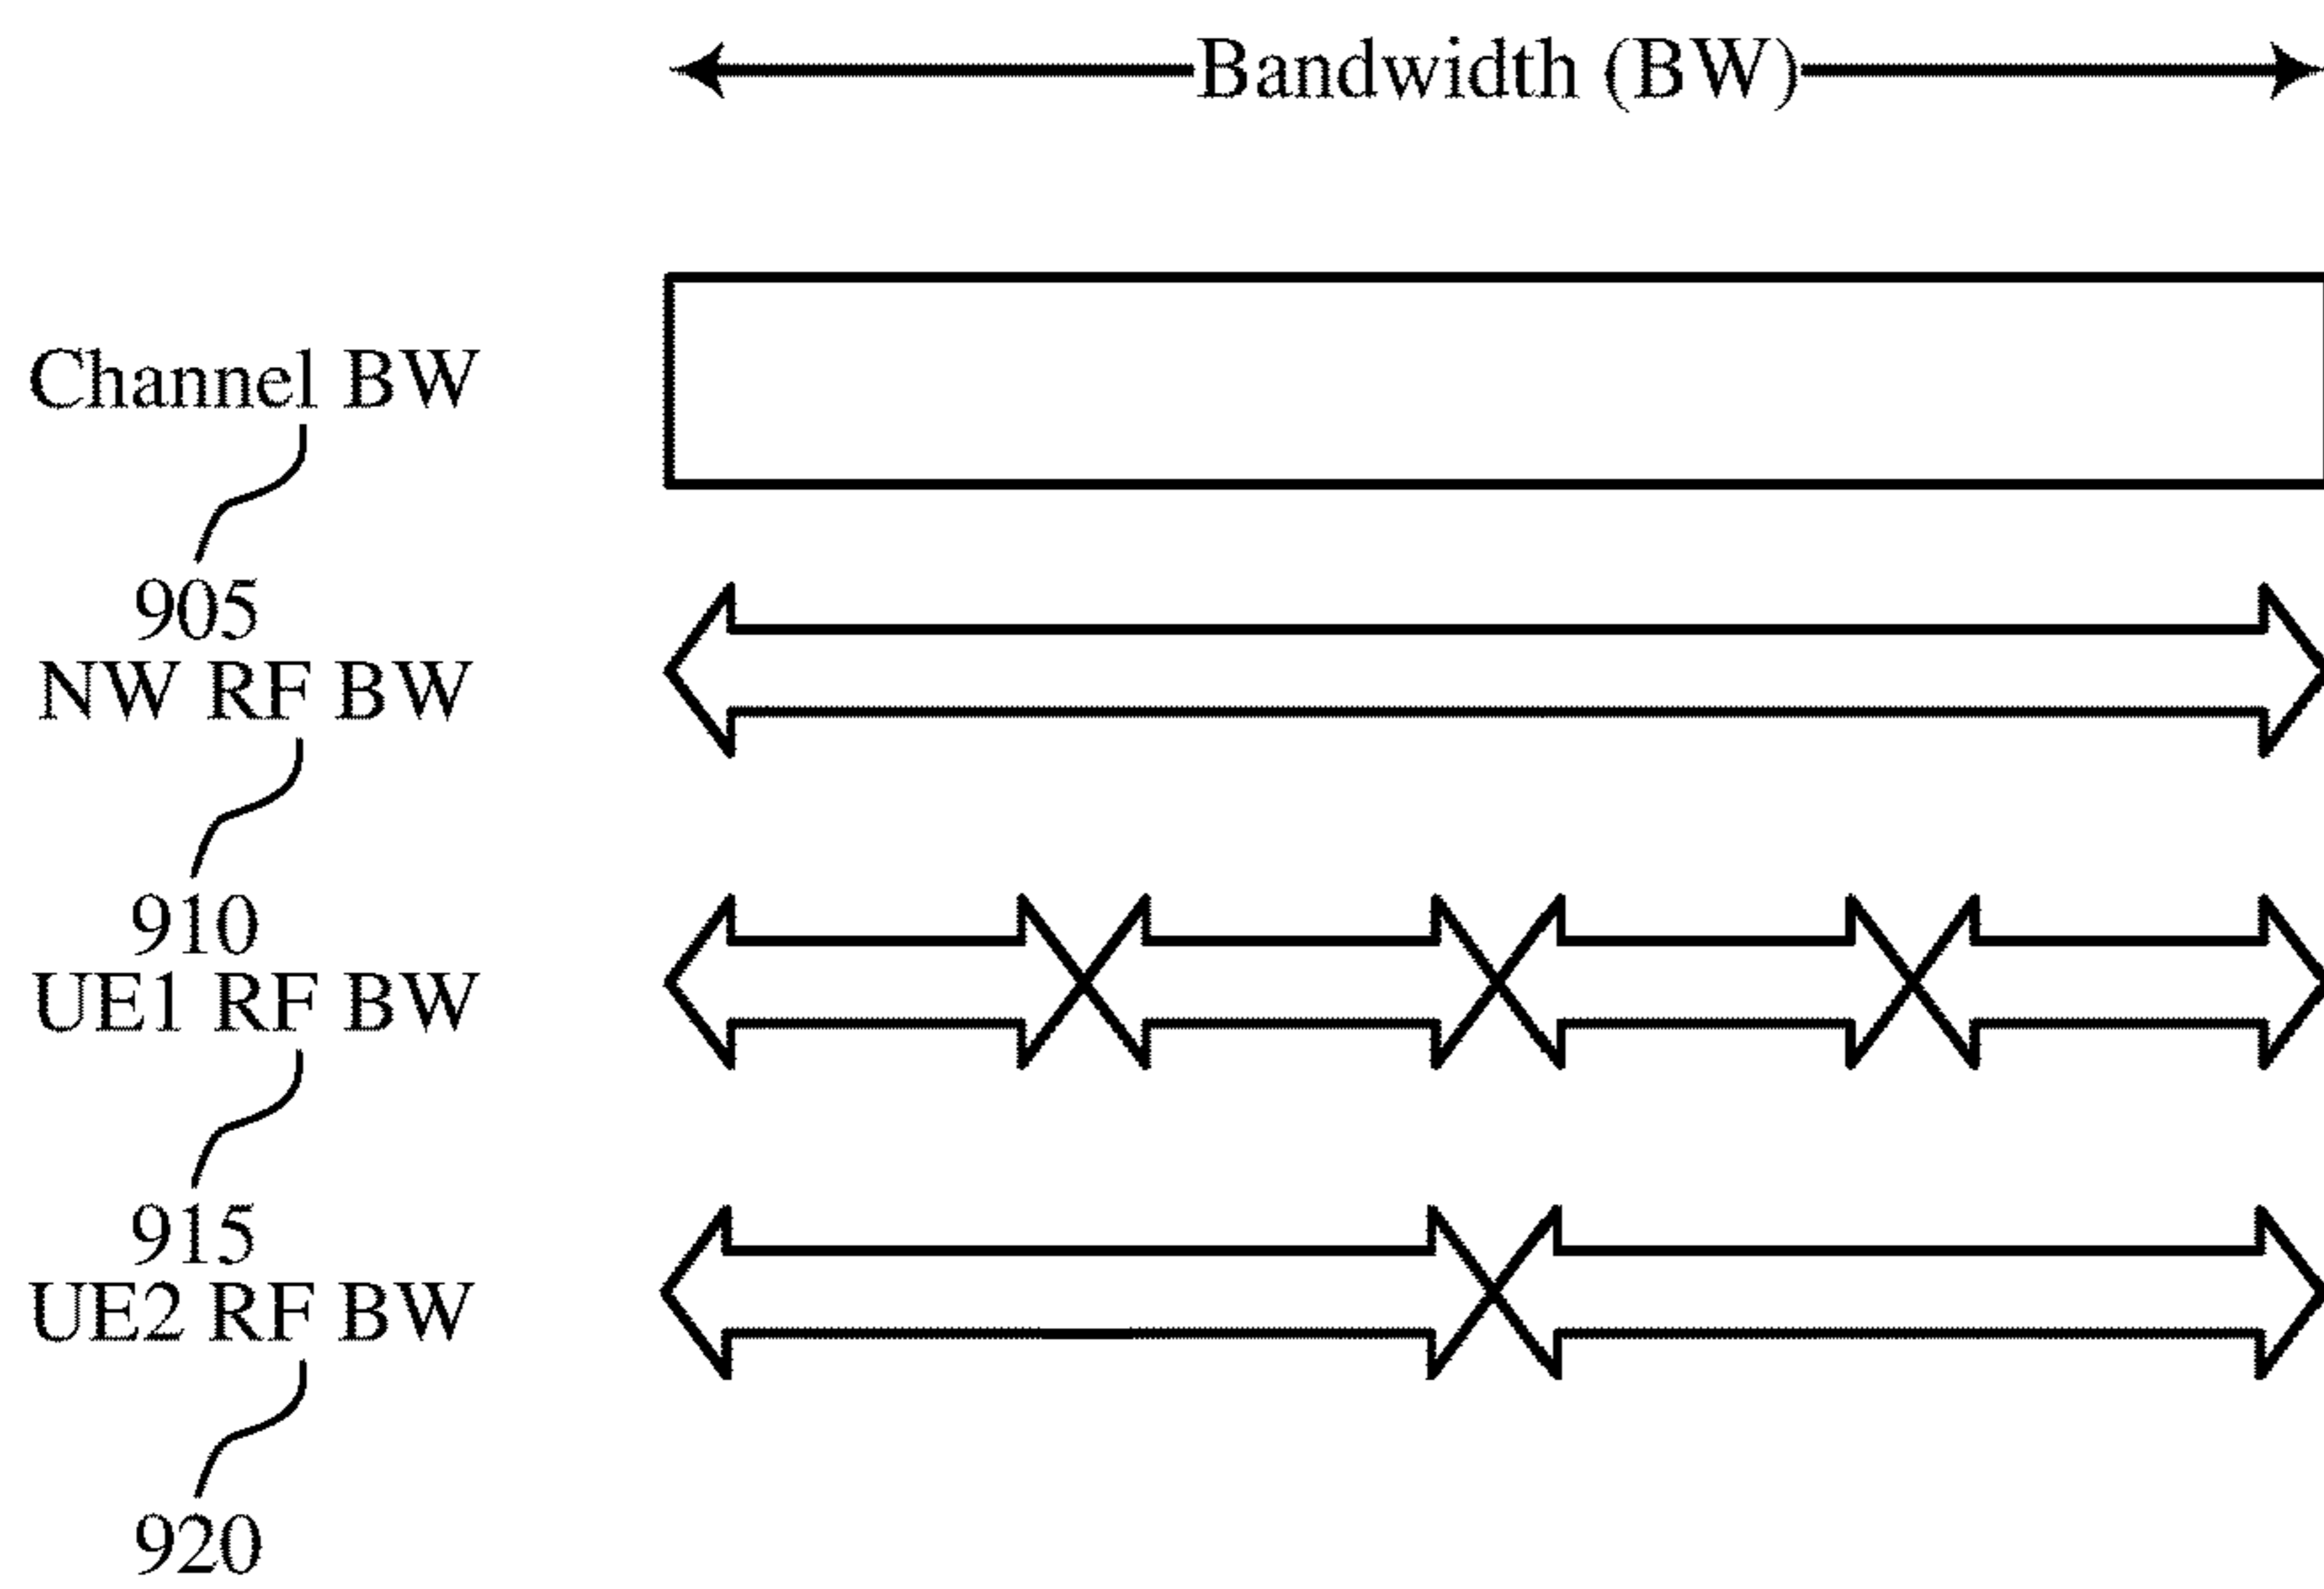 Bandwidth (BW)
Channel BW
905
NW RF BW
910
UE1 RF BW
915
UE2 RF BW
920